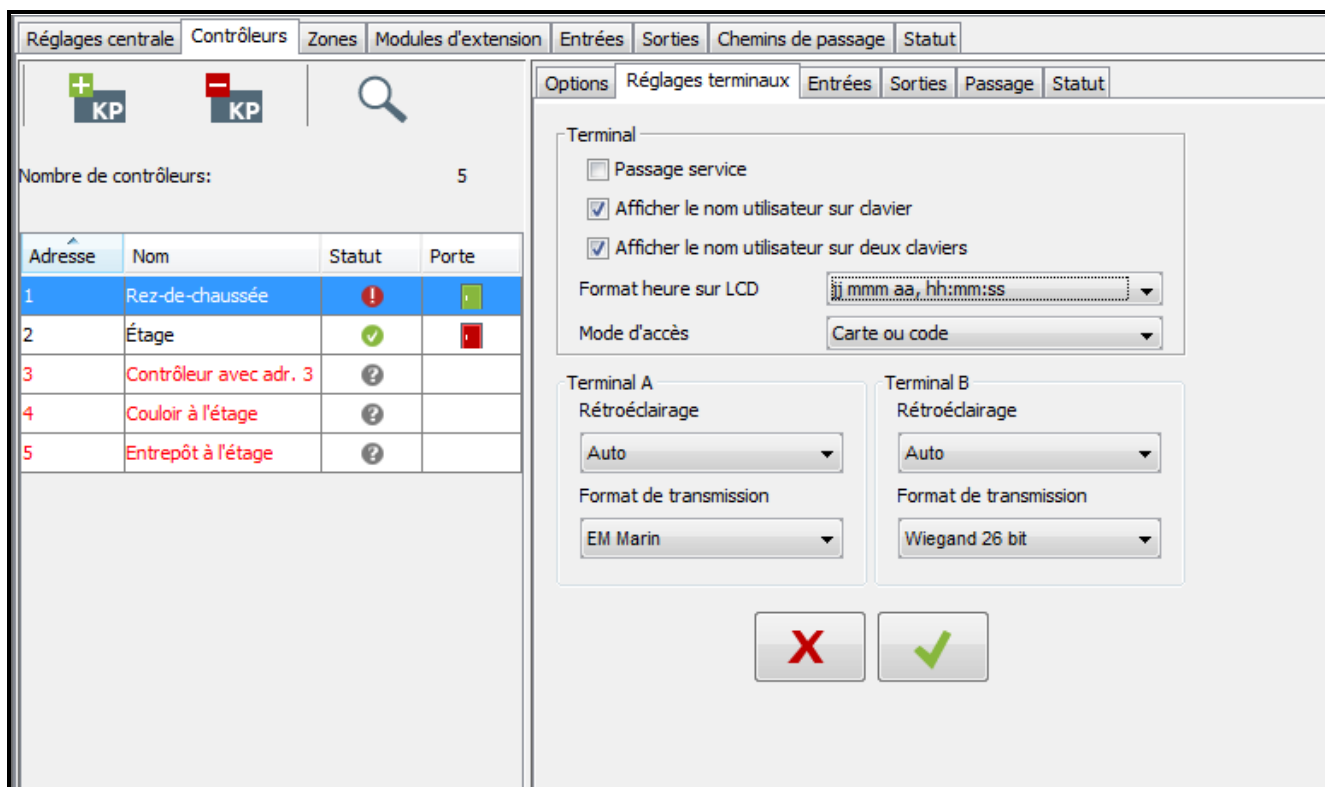 Réglages centrale Contrôleurs Zones Modules d'extension Entrées Sorties Chemins de passage Statut
KP KP
Nombre de contrôleurs: 5
Adresse Nom Statut Porte
1 Rez-de-chaussée
2 Étage
3 Contrôleur avec adr. 3
4 Couloir à l'étage
5 Entrepôt à l'étage
Options Réglages terminaux Entrées Sorties Passage Statut
Terminal
Passage service
Afficher le nom utilisateur sur clavier
Afficher le nom utilisateur sur deux claviers
Format heure sur LCD jj mmm aa, hh:mm:ss
Mode d'accès Carte ou code
Terminal A
Rétroéclairage
Auto
Format de transmission
EM Marin
Terminal B
Rétroéclairage
Auto
Format de transmission
Wiegand 26 bit
X